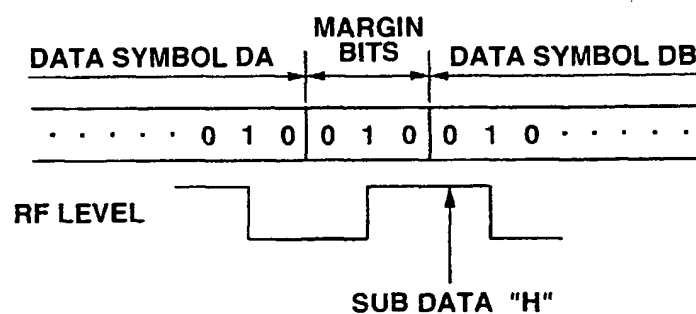 MARGIN
DATA SYMBOL DA BITS DATA SYMBOL DB
· · · · · 0 1 0 0 1 0 0 1 0 · · · · ·
RF LEVEL
SUB DATA "H"